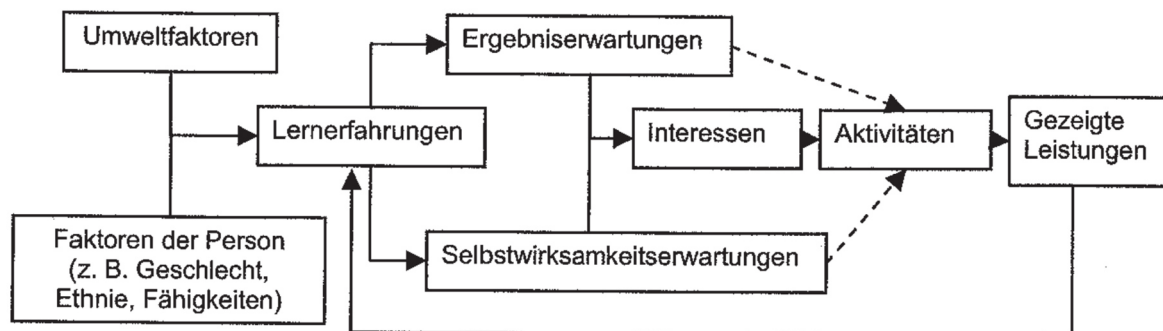 Umweltfaktoren
Ergebniserwartungen
Lernerfahrungen
Interessen
Aktivitäten
Gezeigte
Leistungen
Faktoren der Person
(z. B. Geschlecht,
Ethnie, Fähigkeiten)
Selbstwirksamkeitserwartungen